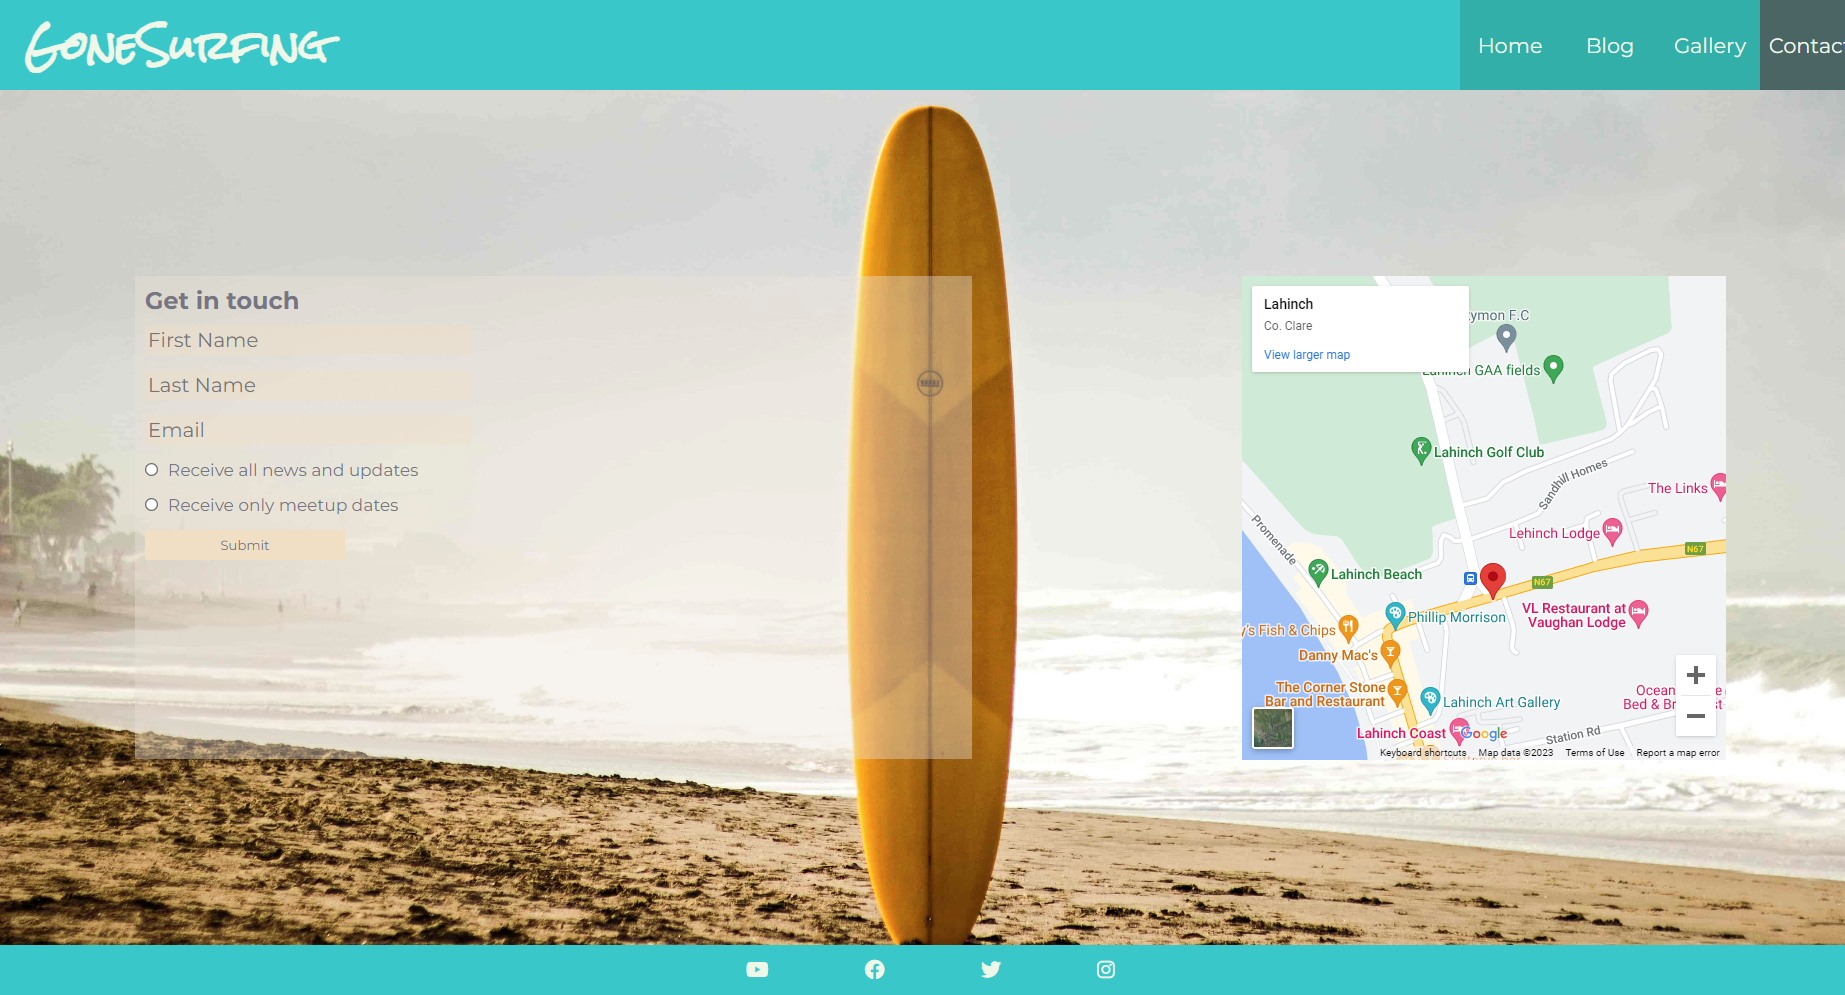 GoneSurfing
Home Blog Gallery Contac
Get in touch
First Name
Last Name
Email
Receive all news and updates
Receive only meetup dates
Submit
Lahinch
Co. Clare
View larger map
ymon F.C
Lahinch GAA fields
Lahinch Golf Club
Sandhill Homes
The Links
Promenade
Lehinch Lodge
N67
Lahinch Beach
N67
VL Restaurant at
Vaughan Lodge
Phillip Morrison
y's Fish & Chips
Danny Mac's
The Corner Stone
Bar and Restaurant
Ocean
Bed & Br
Lahinch Art Gallery
Station Rd
Lahinch Coast
Google
Keyboard shortcuts Map data ©2023 Terms of Use Report a map error